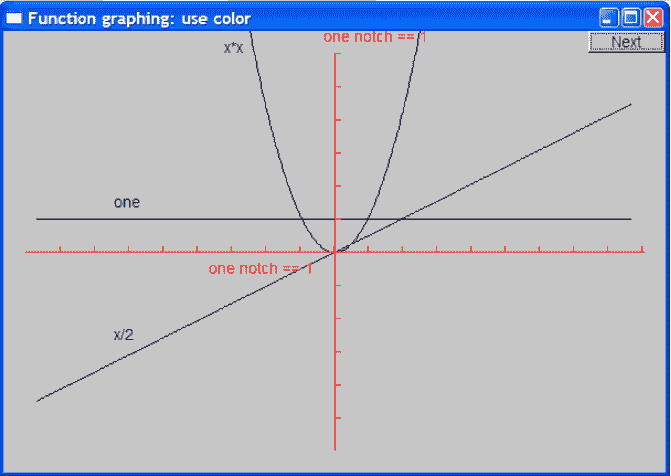 Function graphing: use color
one notch == 1
Next
x*x
one
one notch == 1
x/2